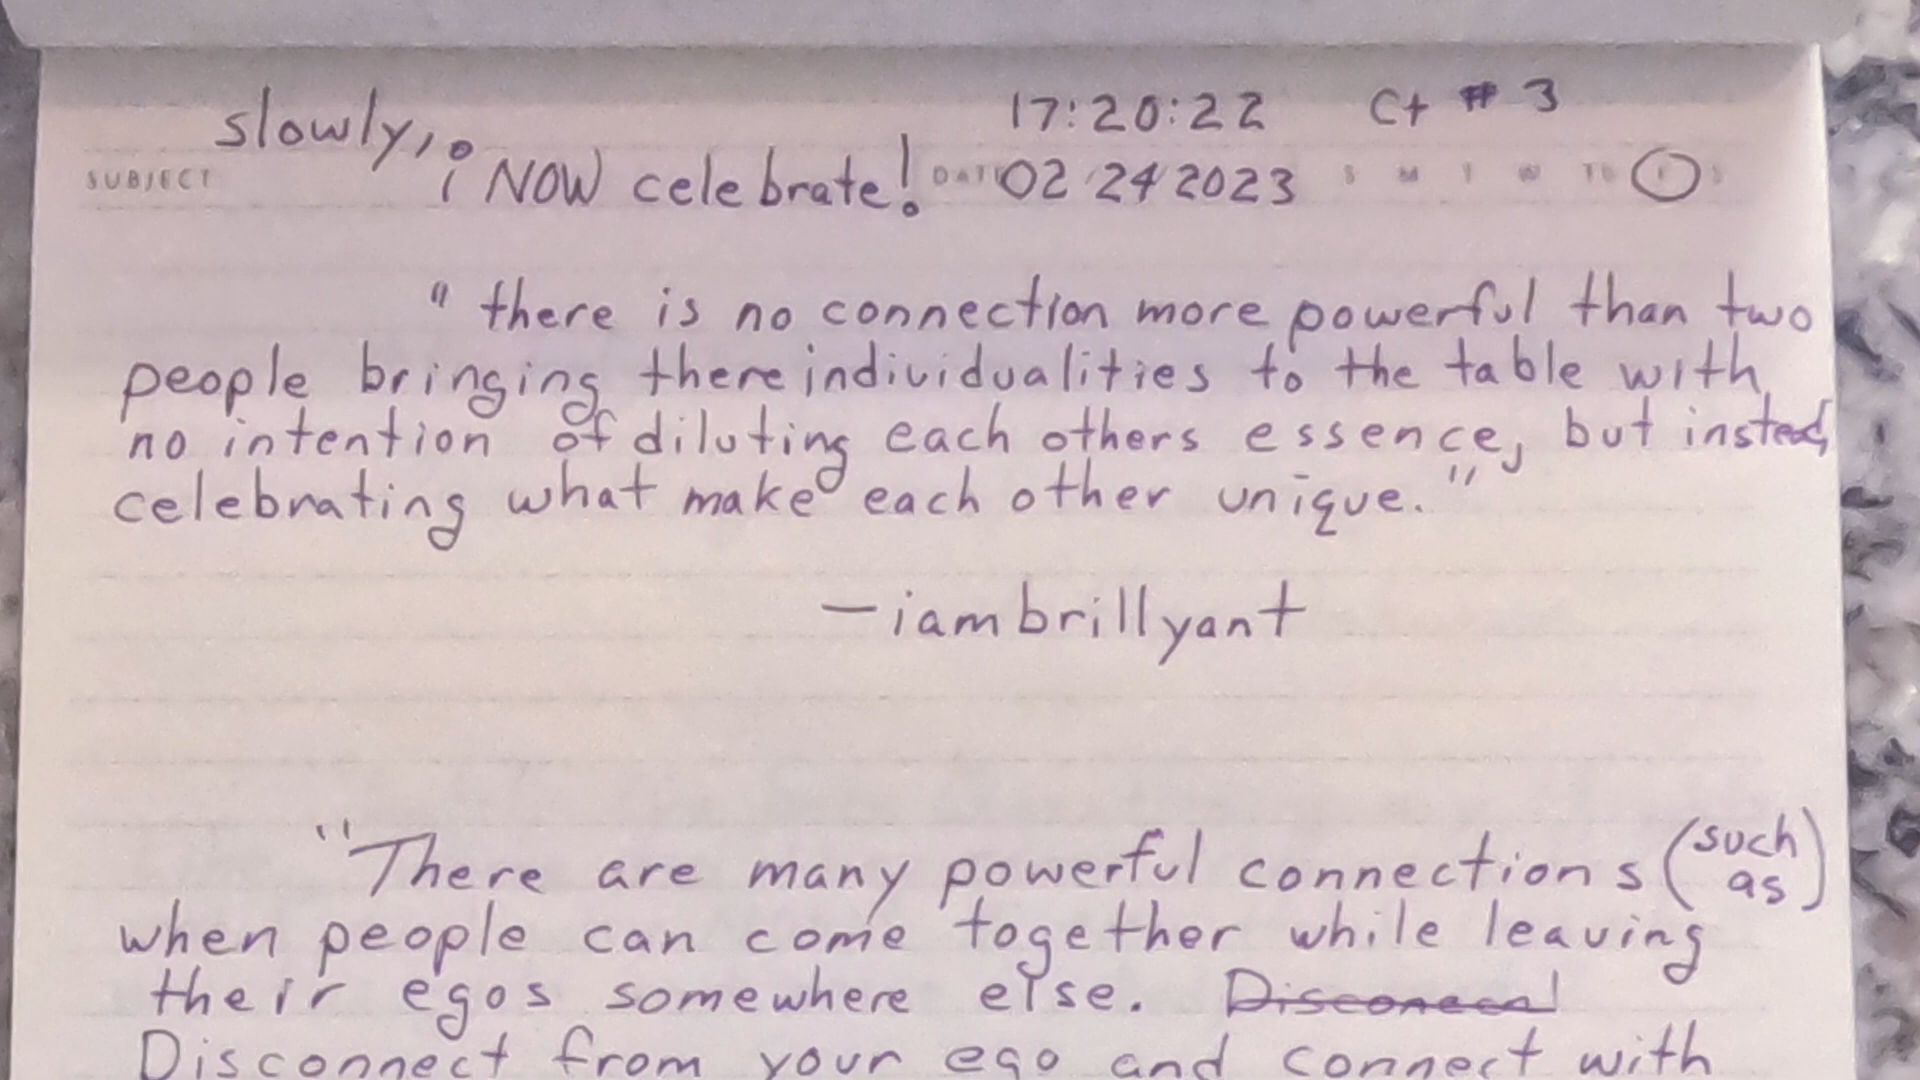 slowly, 17:20:22 Ct # 3
SUBJECT ¡NOW celebrate! DATE 02 24 2023 S M T W TH F S
" there is no connection more powerful than two
people bringing there individualities to the table with
no intention of diluting each others essence, but instead,
celebrating what make each other unique."
—iambrillyant
"There are many powerful connections (such as)
when people can come together while leaving
their egos somewhere else.
Disconnect from your ego and connect with